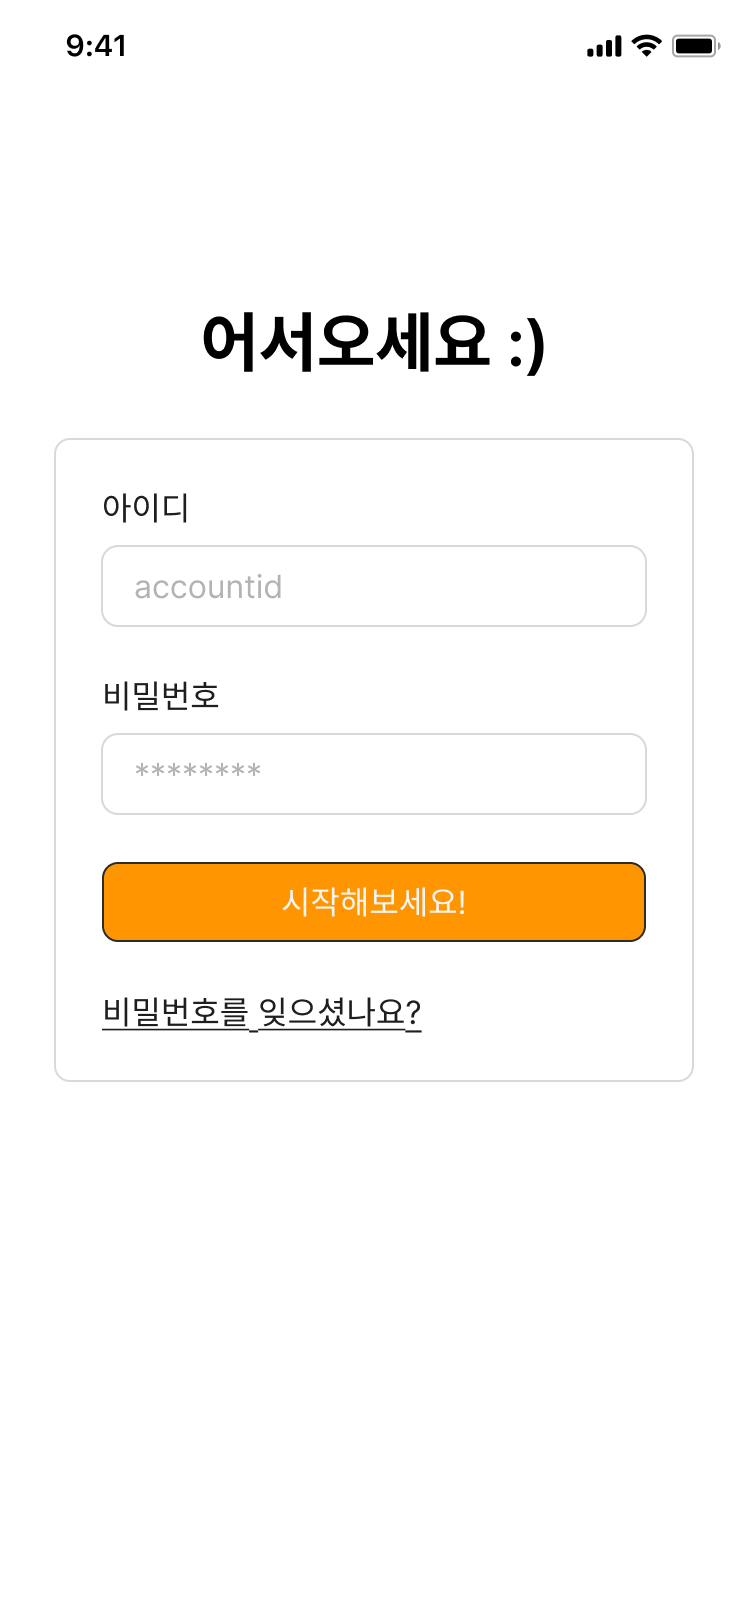 9:41
어서오세요 :)
아이디
accountid
비밀번호
********
시작해보세요!
비밀번호를 잊으셨나요?